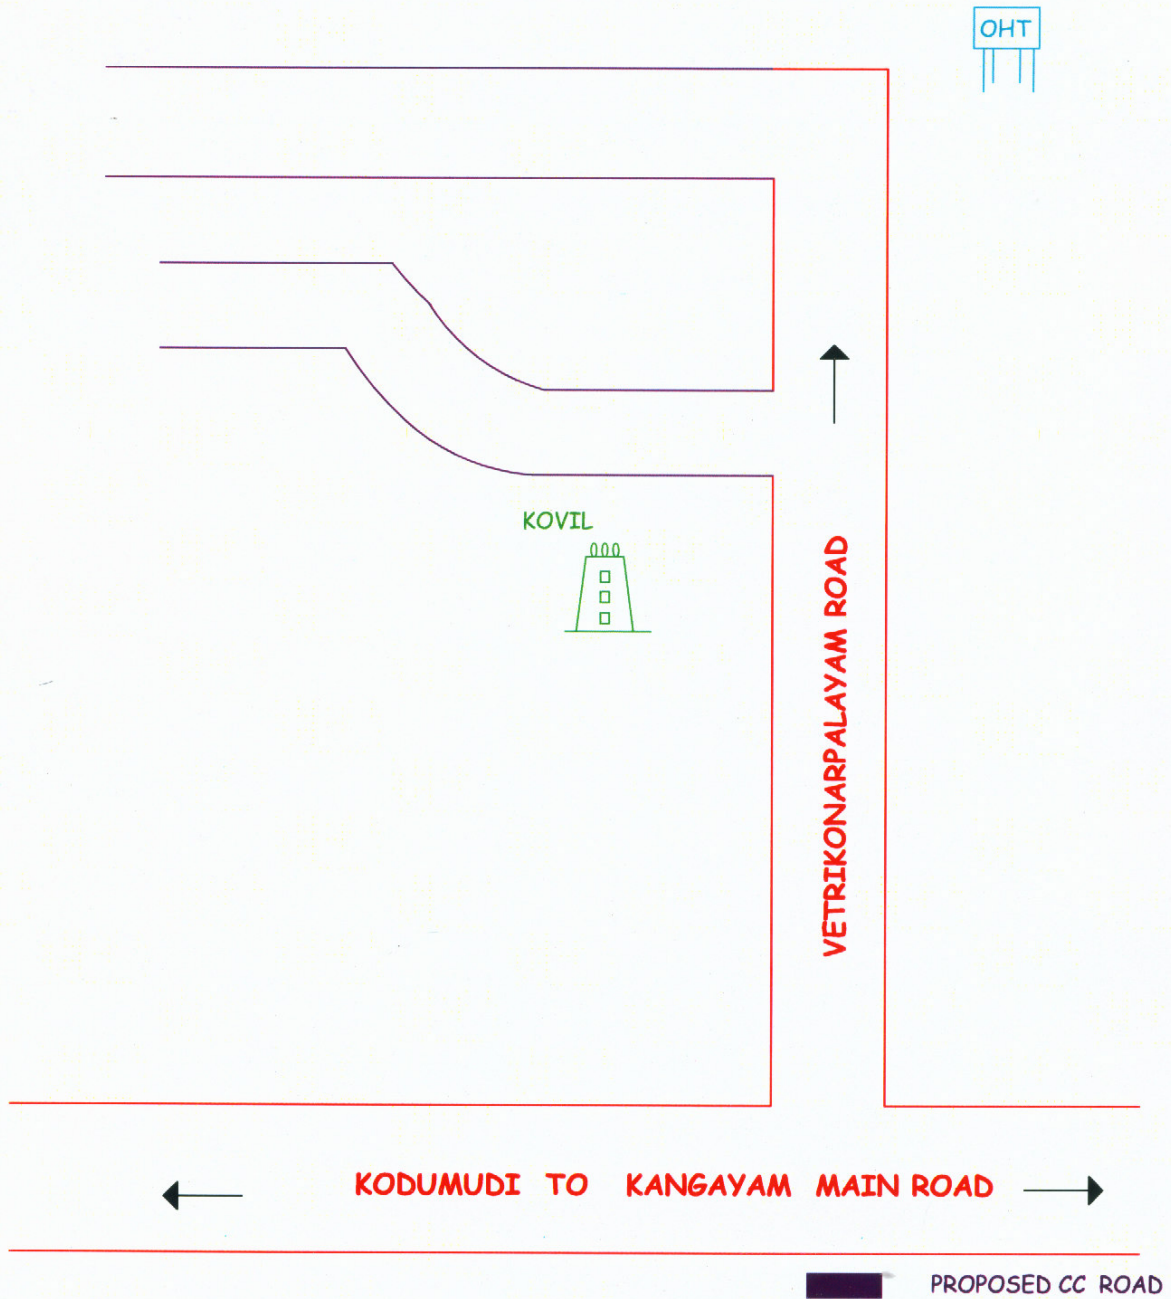 OHT
KOVIL
VETRIKONARPALAYAM ROAD
KODUMUDI TO KANGAYAM MAIN ROAD
PROPOSED CC ROAD